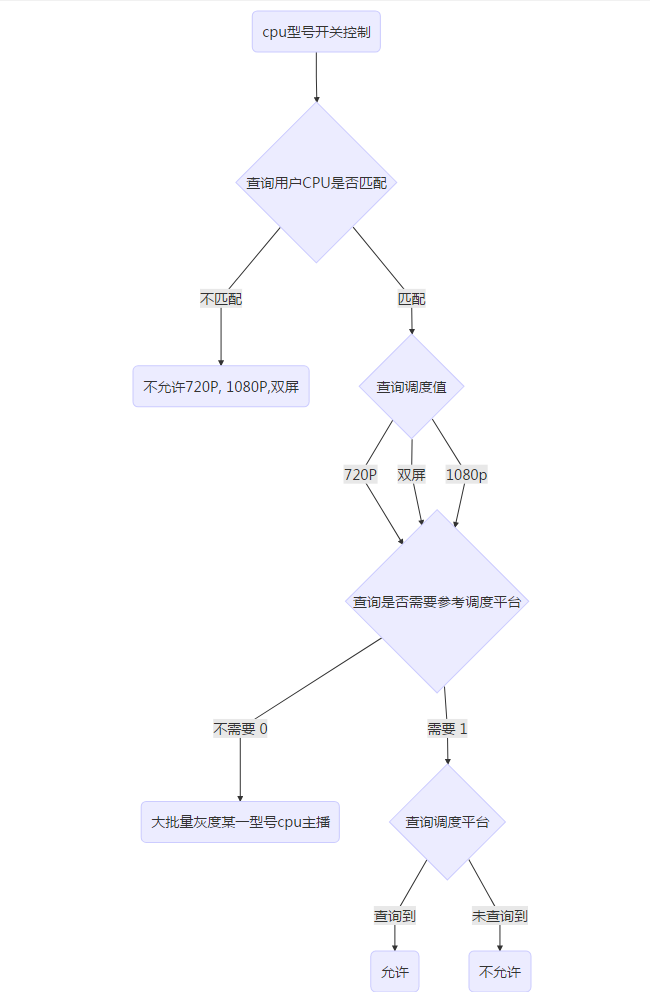 cpu型号开关控制
查询用户CPU是否匹配
不匹配
匹配
不允许720P, 1080P,双屏
查询调度值
720P
双屏
1080p
查询是否需要参考调度平台
不需要 0
需要 1
大批量灰度某一型号cpu主播
查询调度平台
查询到
未查询到
允许
不允许